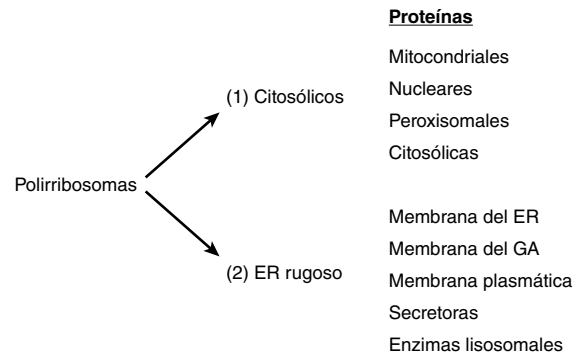 Proteínas
Mitocondriales
(1) Citosólicos
Nucleares
Peroxisomales
Citosólicas
Polirribosomas
Membrana del ER
Membrana del GA
(2) ER rugoso
Membrana plasmática
Secretoras
Enzimas lisosomales